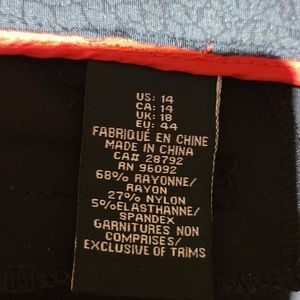 US: 14
CA: 14
UK: 18
EU: 44
FABRIQUÉ EN CHINE
MADE IN CHINA
CA# 28792
RN 96092
68% RAYONNE/
RAYON
27% NYLON
5% ELASTHANNE/
SPANDEX
GARNITURES NON
COMPRISES/
EXCLUSIVE OF TRIMS